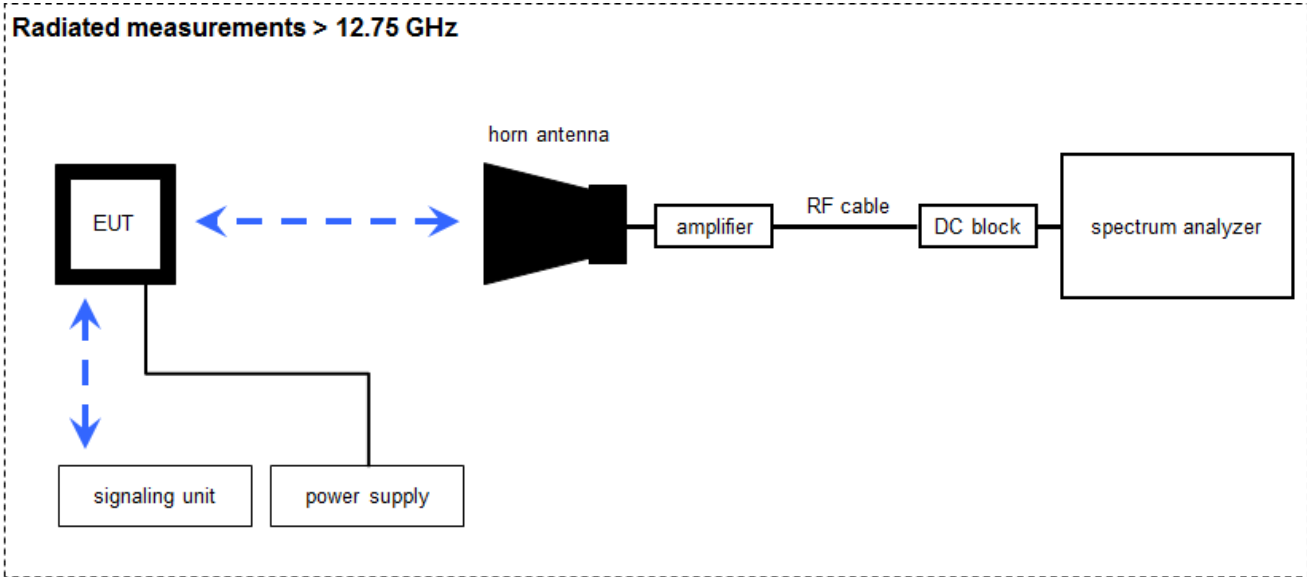 Radiated measurements > 12.75 GHz
horn antenna
EUT
amplifier
RF cable
DC block
spectrum analyzer
signaling unit
power supply